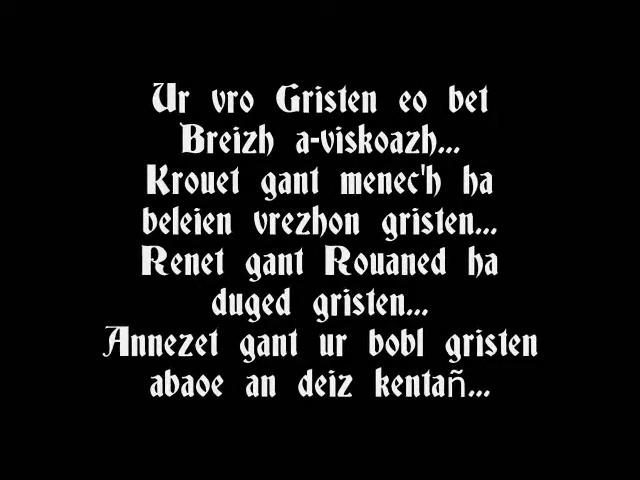 Ur vro Gristen eo bet
Breizh a-viskoazh...
Krouet gant menec'h ha
beleien vrezhon gristen...
Renet gant Rouaned ha
duged gristen...
Annezet gant ur bobl gristen
abaoe an deiz kentañ...